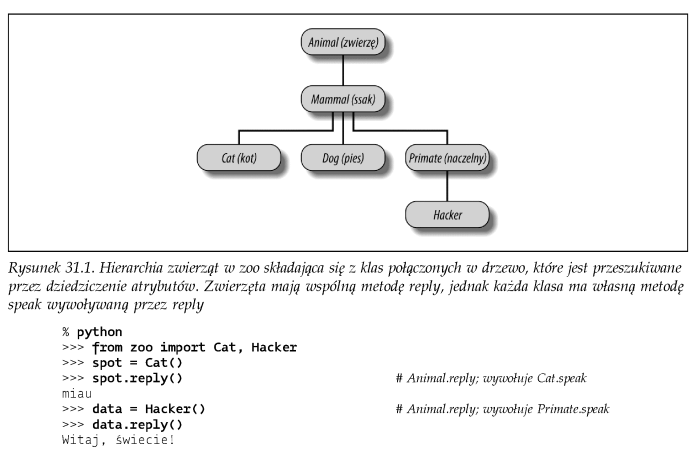 Animal (zwierzę)
Mammal (ssak)
Cat (kot) Dog (pies) Primate (naczelny)
Hacker
Rysunek 31.1. Hierarchia zwierząt w zoo składająca się z klas połączonych w drzewo, które jest przeszukiwane
przez dziedziczenie atrybutów. Zwierzęta mają wspólną metodę reply, jednak każda klasa ma własną metodę
speak wywoływaną przez reply
% python
>>> from zoo import Cat, Hacker
>>> spot = Cat()
>>> spot.reply() # Animal.reply; wywołuje Cat.speak
miau
>>> data = Hacker() # Animal.reply; wywołuje Primate.speak
>>> data.reply()
Witaj, świecie!